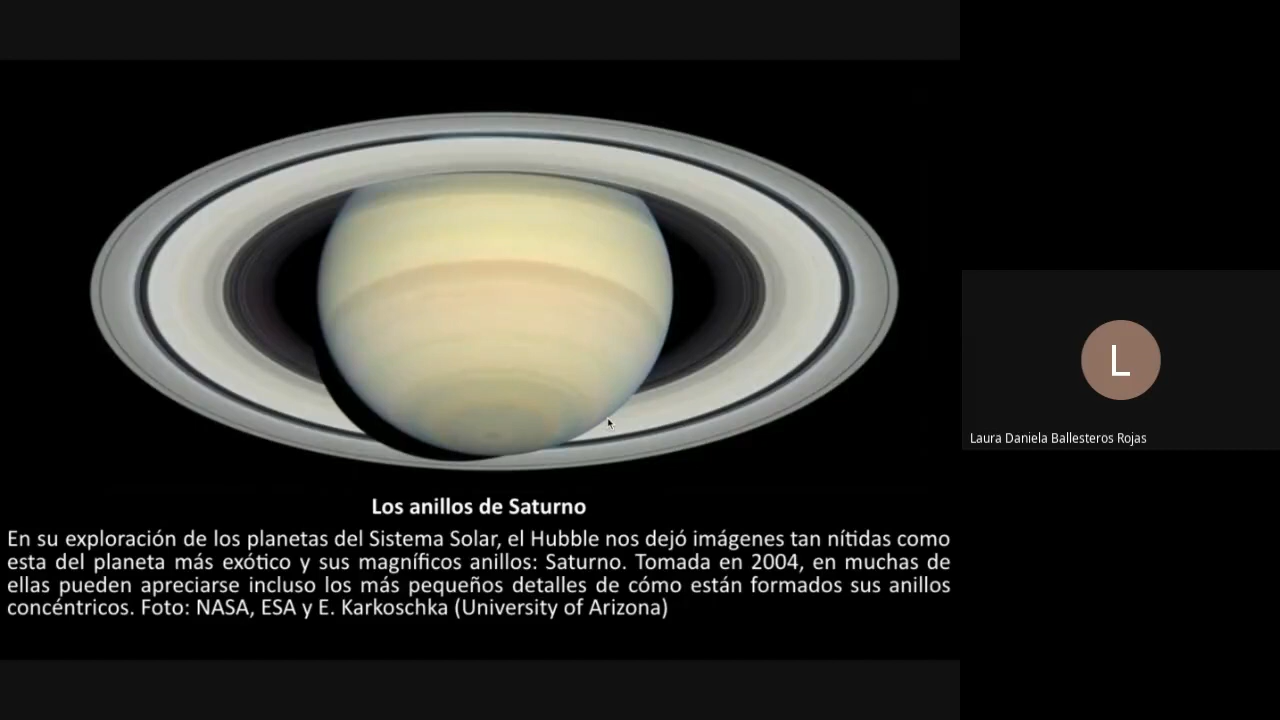 Los anillos de Saturno
En su exploración de los planetas del Sistema Solar, el Hubble nos dejó imágenes tan nítidas como
esta del planeta más exótico y sus magníficos anillos: Saturno. Tomada en 2004, en muchas de
ellas pueden apreciarse incluso los más pequeños detalles de cómo están formados sus anillos
concéntricos. Foto: NASA, ESA y E. Karkoschka (University of Arizona)
L
Laura Daniela Ballesteros Rojas